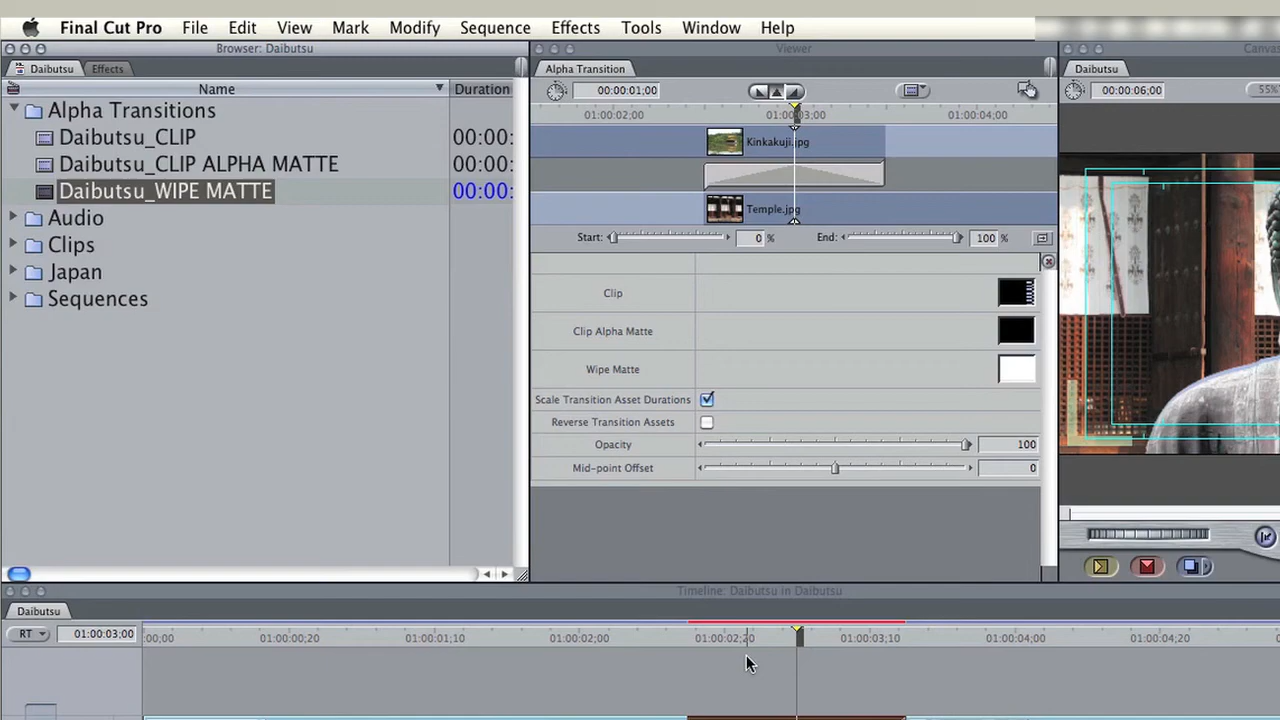 Final Cut Pro File Edit View Mark Modify Sequence Effects Tools Window Help
Browser: Daibutsu
Daibutsu Effects
Name Duration
Alpha Transitions
Daibutsu_CLIP 00:00:
Daibutsu_CLIP ALPHA MATTE 00:00:
Daibutsu_WIPE MATTE 00:00:
Audio
Clips
Japan
Sequences
Viewer
Alpha Transition
00:00:01;00
01:00:02;00 01:00:03;00 01:00:04;00
Kinkakuji.jpg
Temple.jpg
Start: 0 % End: 100 %
Clip
Clip Alpha Matte
Wipe Matte
Scale Transition Asset Durations
Reverse Transition Assets
Opacity 100
Mid-point Offset 0
Canvas
Daibutsu
00:00:06;00 55%
Timeline: Daibutsu in Daibutsu
Daibutsu
RT 01:00:03;00 :00;00 01:00:00;20 01:00:01;10 01:00:02;00 01:00:02;20 01:00:03;10 01:00:04;00 01:00:04;20